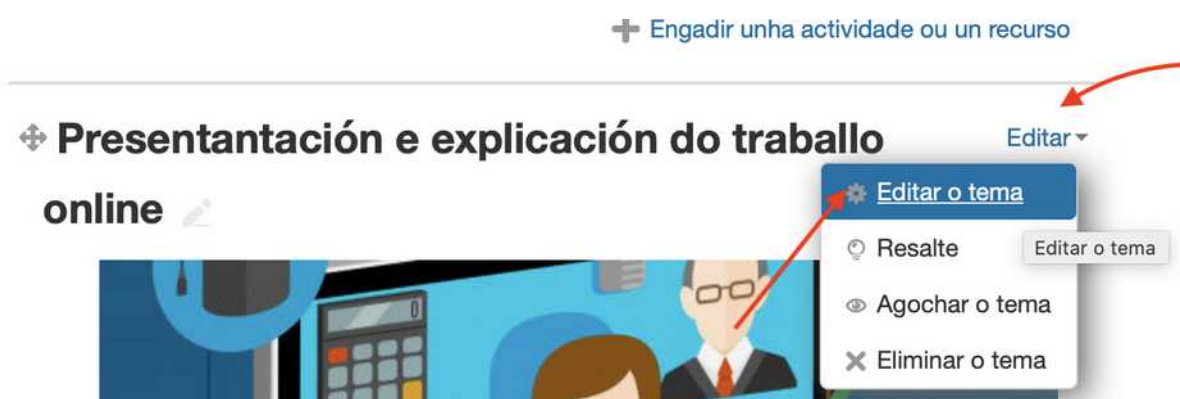 Engadir unha actividade ou un recurso
Presentantación e explicación do traballo
online
Editar
Editar o tema
Resalte
Editar o tema
Agochar o tema
Eliminar o tema
0